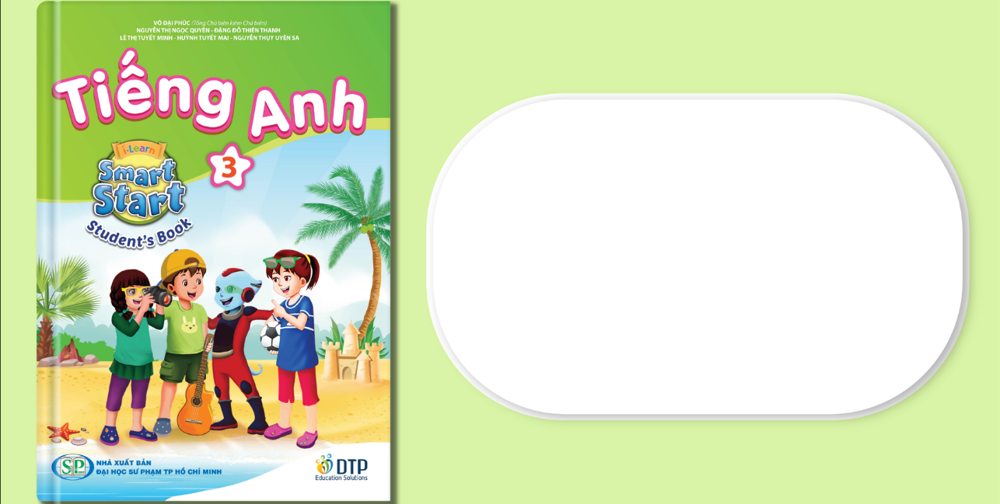 VÕ ĐẠI PHÚC (Tổng Chủ biên kiêm Chủ biên)
NGUYỄN THỊ NGỌC QUYÊN - ĐẶNG ĐỖ THIÊN THANH
LÊ THỊ TUYẾT MINH - HUỲNH TUYẾT MAI - NGUYỄN THỤY UYÊN SA
Tiếng Anh
3
i-Learn
Smart
Start
Student's Book
SP
NHÀ XUẤT BẢN
ĐẠI HỌC SƯ PHẠM TP HỒ CHÍ MINH
DTP
Education Solutions